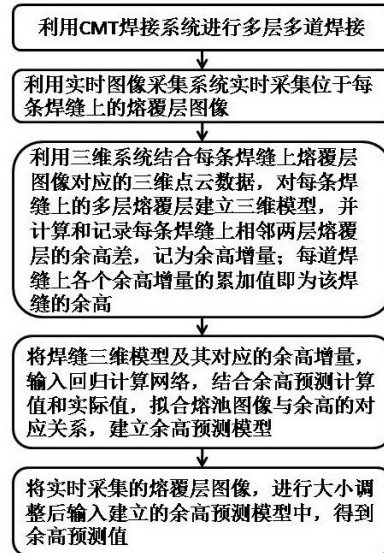 利用CMT焊接系统进行多层多道焊接
利用实时图像采集系统实时采集位于每
条焊缝上的熔覆层图像
利用三维系统结合每条焊缝上熔覆层
图像对应的三维点云数据，对每条焊
缝上的多层熔覆层建立三维模型，并
计算和记录每条焊缝上相邻两层熔覆
层的余高差，记为余高增量；每道焊
缝上各个余高增量的累加值即为该焊
缝的余高
将焊缝三维模型及其对应的余高增量，
输入回归计算网络，结合余高预测计算
值和实际值，拟合熔池图像与余高的对
应关系，建立余高预测模型
将实时采集的熔覆层图像，进行大小调
整后输入建立的余高预测模型中，得到
余高预测值